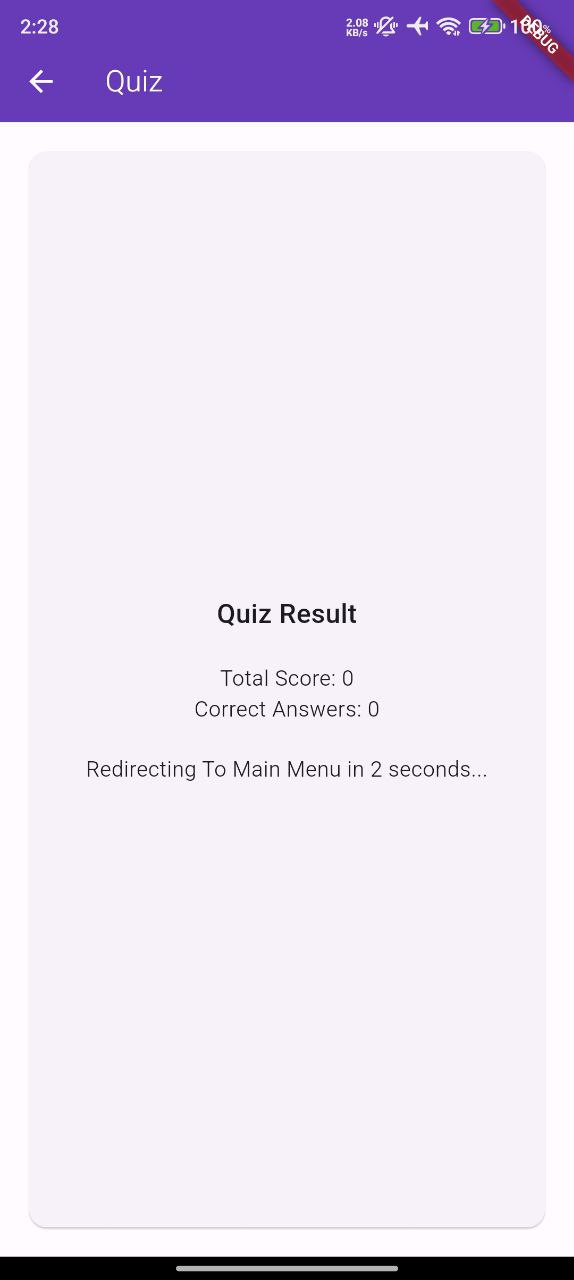 2:28
2.08
KB/s
100%
DEBUG
Quiz
Quiz Result
Total Score: 0
Correct Answers: 0
Redirecting To Main Menu in 2 seconds...